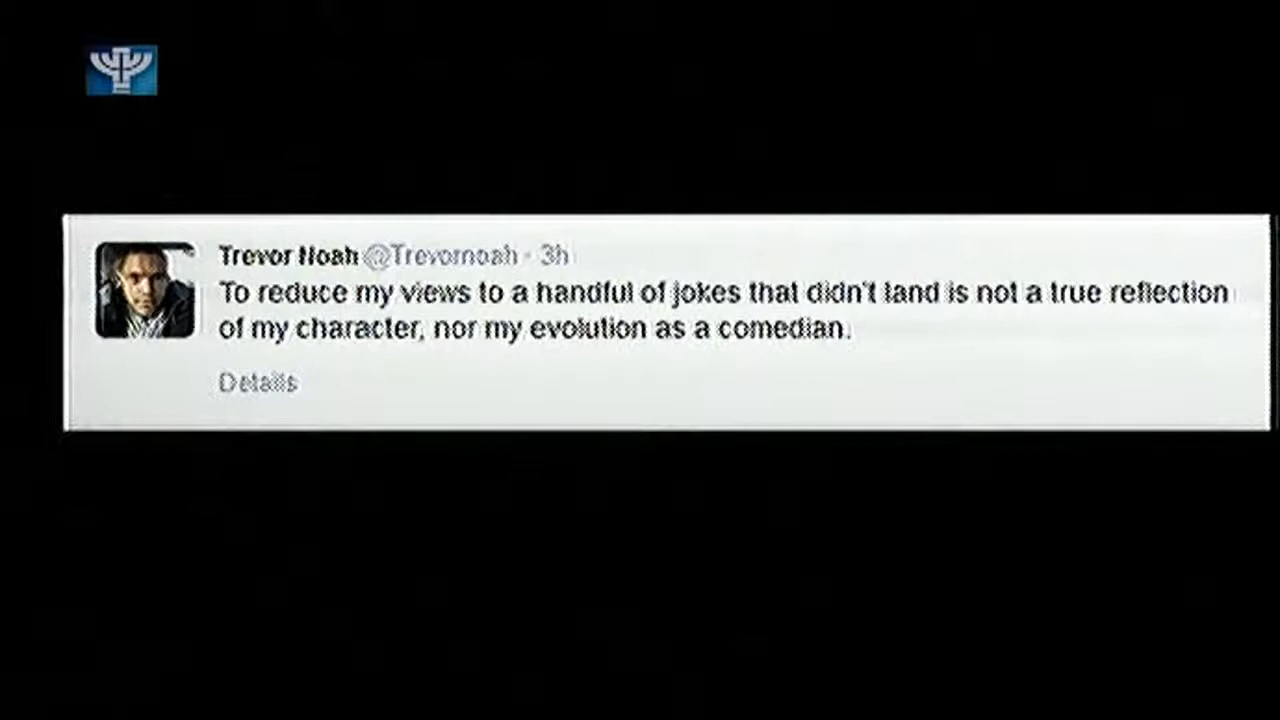 Trevor Noah @Trevornoah · 3h
To reduce my views to a handful of jokes that didn't land is not a true reflection
of my character, nor my evolution as a comedian.
Details